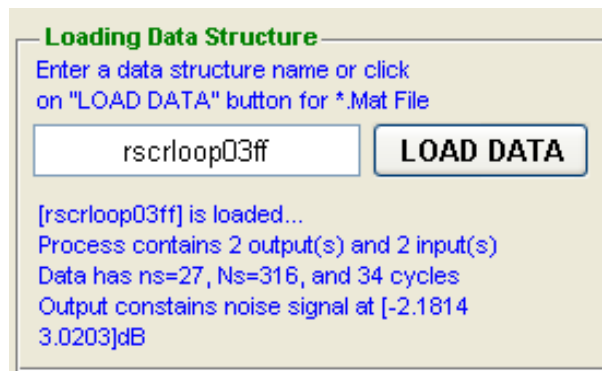 Loading Data Structure
Enter a data structure name or click
on "LOAD DATA" button for *.Mat File
rscrloop03ff LOAD DATA
[rscrloop03ff] is loaded...
Process contains 2 output(s) and 2 input(s)
Data has ns=27, Ns=316, and 34 cycles
Output constains noise signal at [-2.1814
3.0203]dB